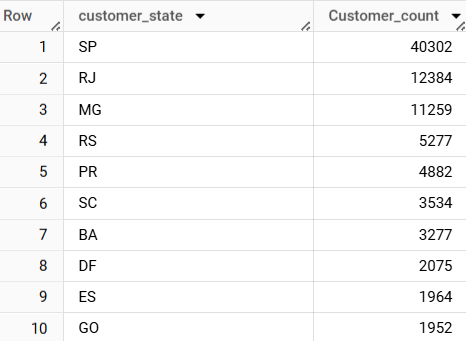 Row customer_state Customer_count
1 SP 40302
2 RJ 12384
3 MG 11259
4 RS 5277
5 PR 4882
6 SC 3534
7 BA 3277
8 DF 2075
9 ES 1964
10 GO 1952